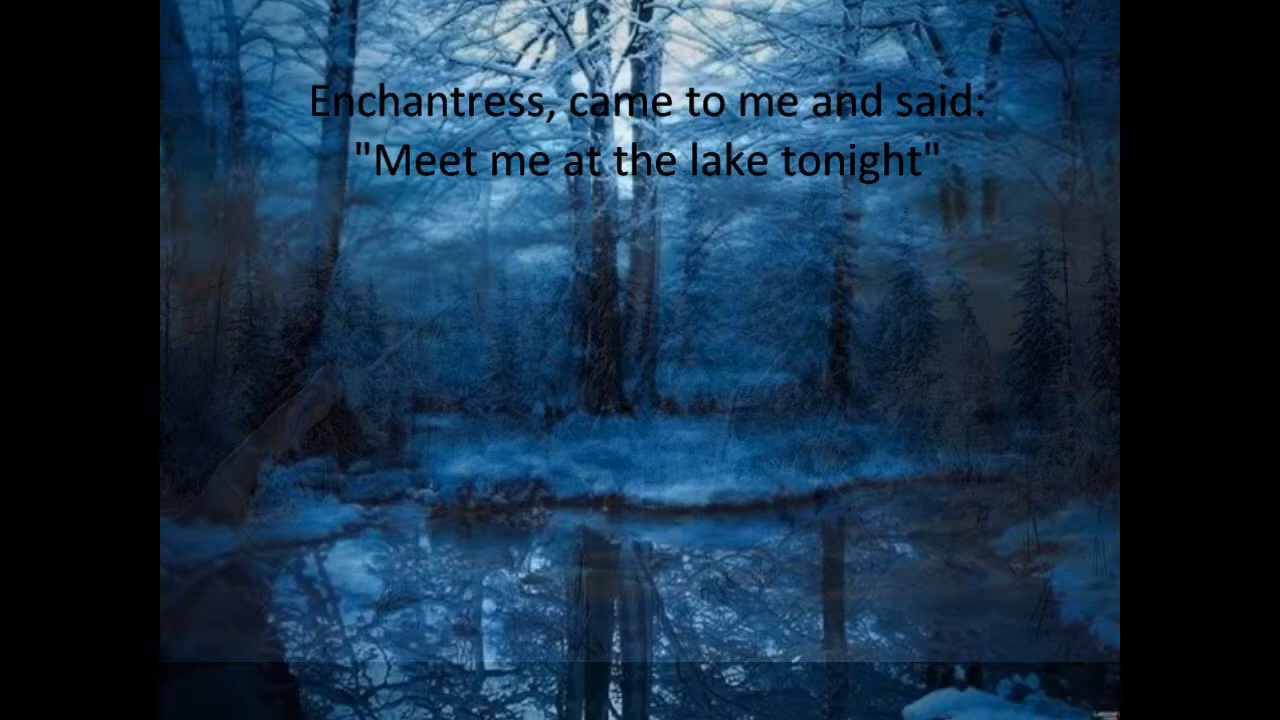 Enchantress, came to me and said:
"Meet me at the lake tonight"